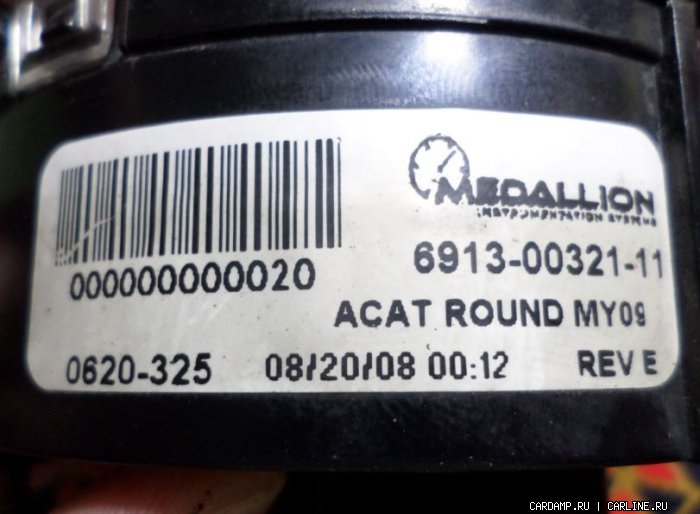 MEDALLION
INSTRUMENTATION SYSTEMS
000000000020
6913-00321-11
ACAT ROUND MY09
0620-325 08/20/08 00:12 REV E
CARDAMP.RU | CARLINE.RU